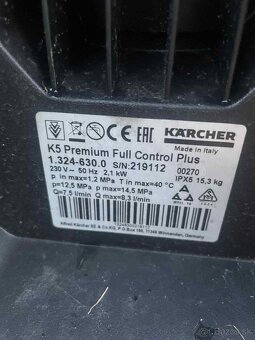 CE EAC KÄRCHER
Made in Italy
K5 Premium Full Control Plus
1.324-630.0 S/N:219112 00270
230 V~ 50 Hz 2,1 kW IPX5 15,3 kg
p in max=1,2 MPa T in max=40 °C
p=12,5 MPa p max=14,5 MPa
Q=7,5 l/min Q max=8,3 l/min
Alfred Kärcher SE & Co.KG, P.O.Box 160, 71349 Winnenden, Germany